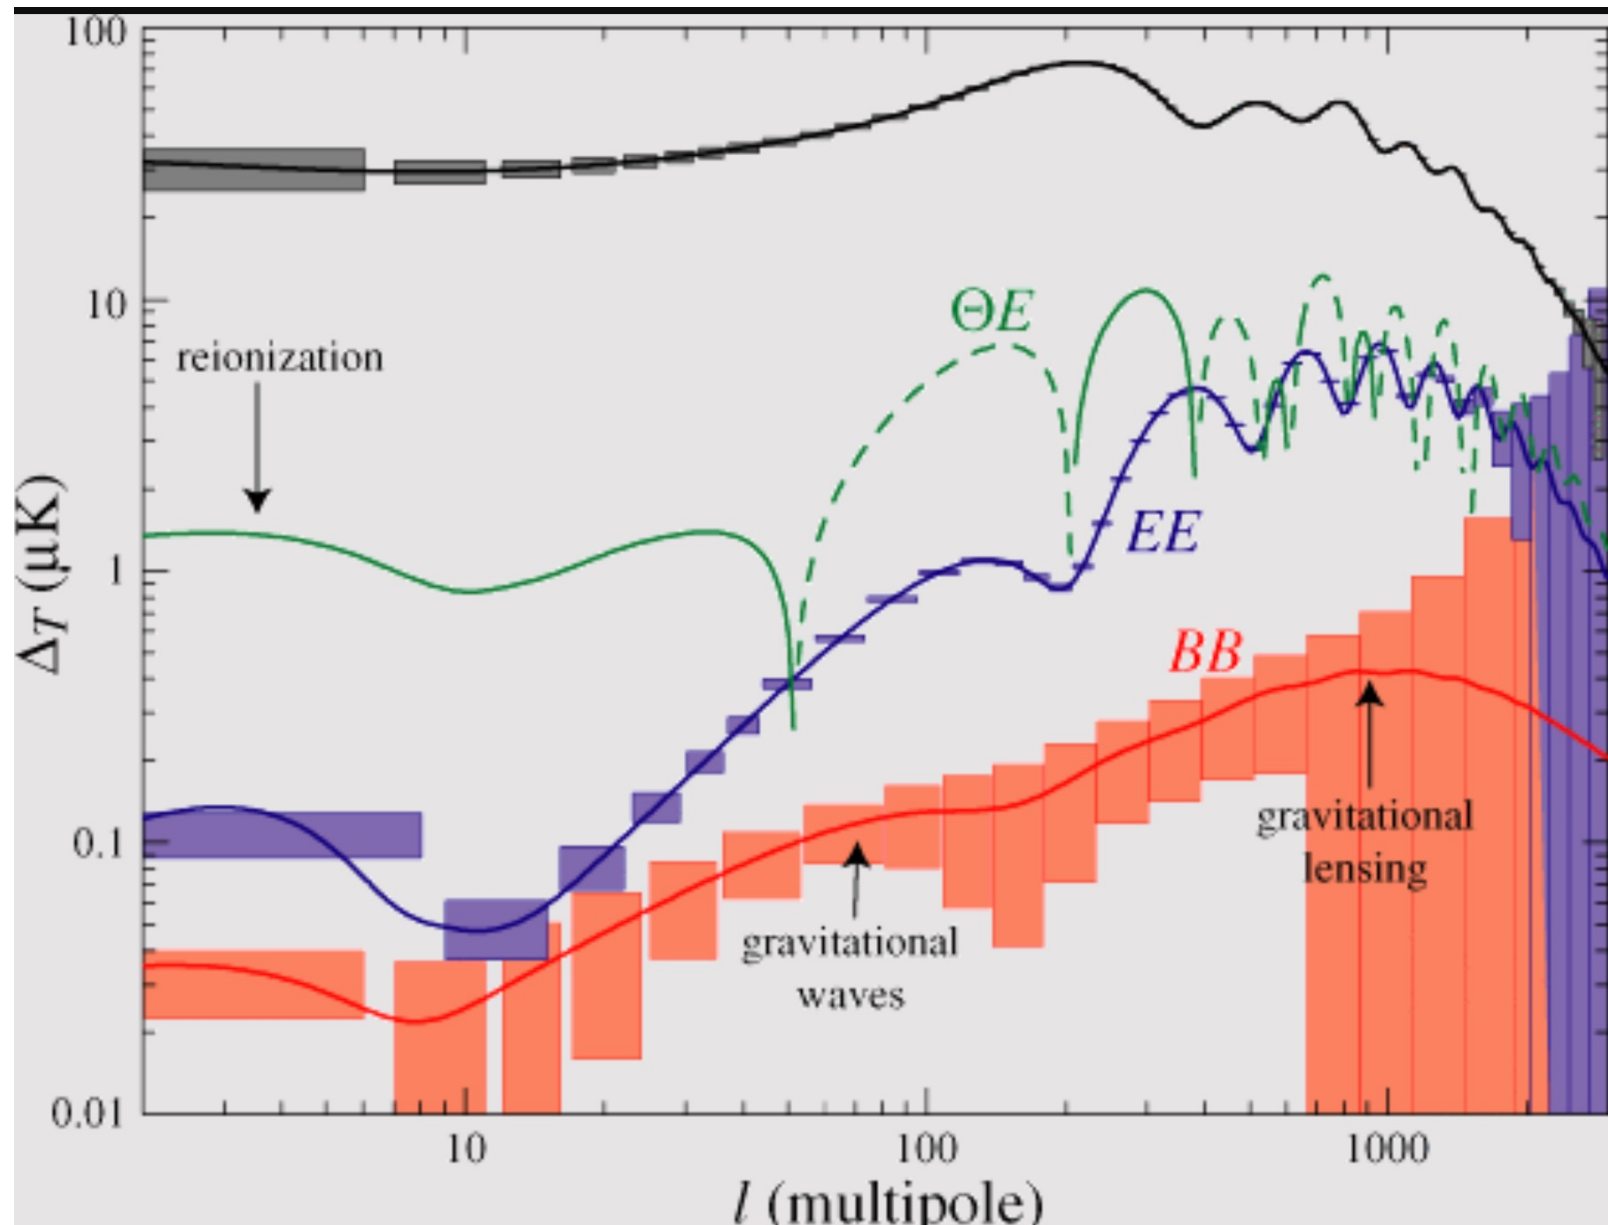 100
10
1
0.1
0.01
Δ_T (μK)
reionization
ΘE
EE
BB
gravitational
waves
gravitational
lensing
10
100
1000
l (multipole)